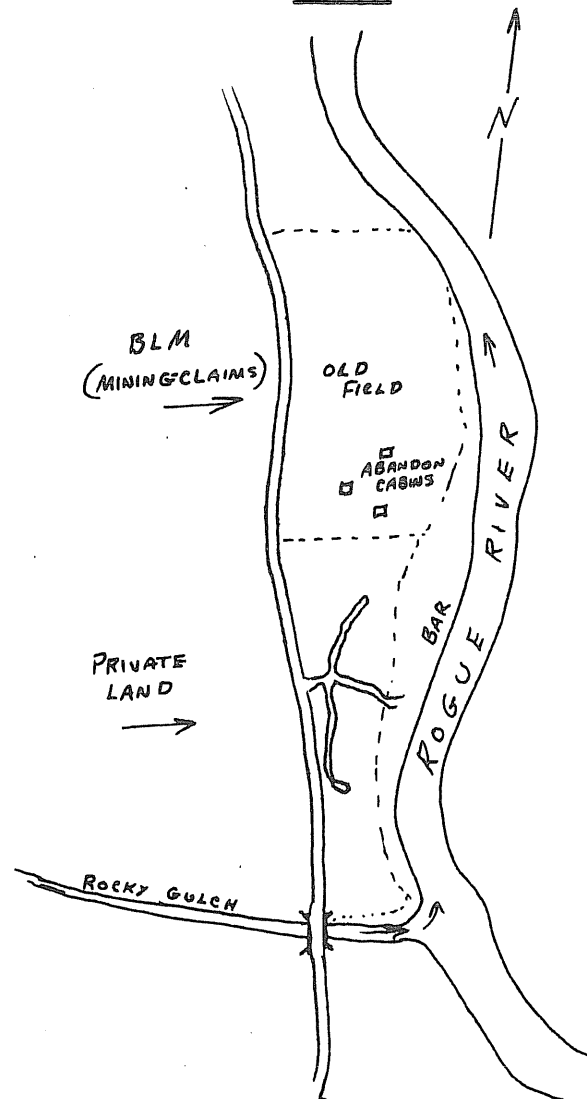 N
BLM
(MINING-CLAIMS)
OLD
FIELD
ABANDON
CABINS
PRIVATE
LAND
BAR
ROGUE RIVER
ROCKY GULCH